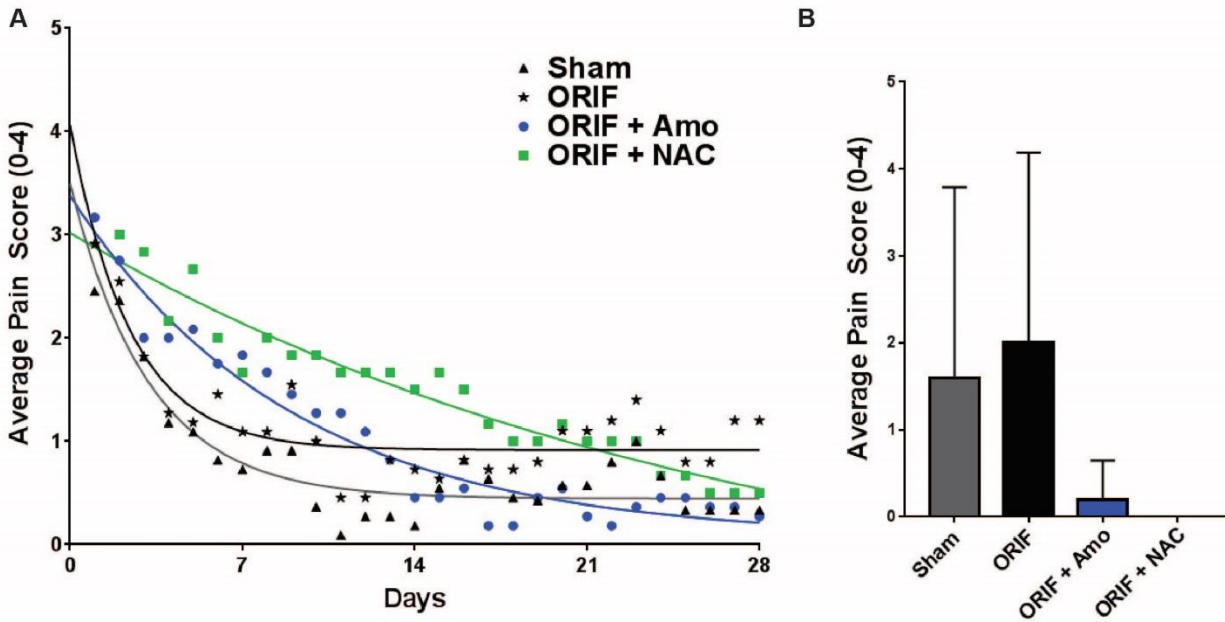 A
5
4
3
2
1
0
Average Pain Score (0-4)
0 7 14 21 28
Days
Sham
ORIF
ORIF + Amo
ORIF + NAC
B
5
4
3
2
1
0
Average Pain Score (0-4)
Sham
ORIF
ORIF + Amo
ORIF + NAC